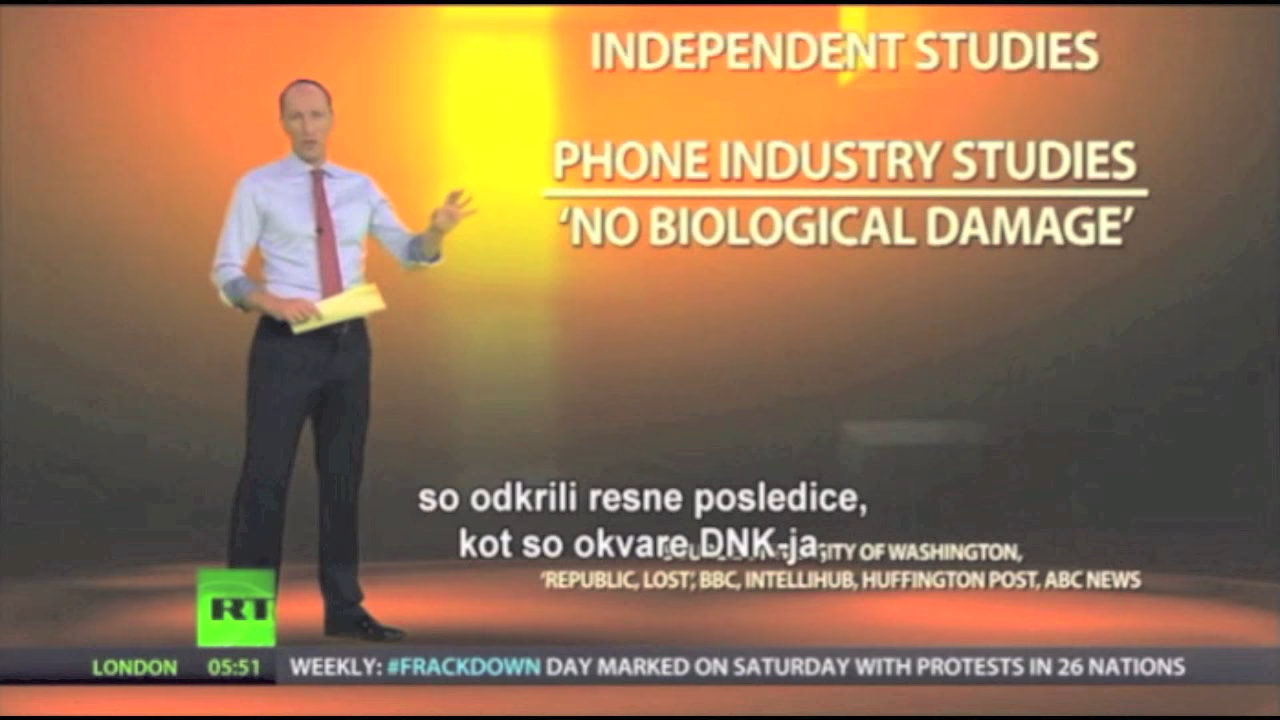 INDEPENDENT STUDIES
PHONE INDUSTRY STUDIES
‘NO BIOLOGICAL DAMAGE’
so odkrili resne posledice,
kot so okvare DNK-ja,
OF WASHINGTON,
‘REPUBLIC, LOST’, BBC, INTELLIHUB, HUFFINGTON POST, ABC NEWS
RT
LONDON 05:51 WEEKLY: #FRACKDOWN DAY MARKED ON SATURDAY WITH PROTESTS IN 26 NATIONS